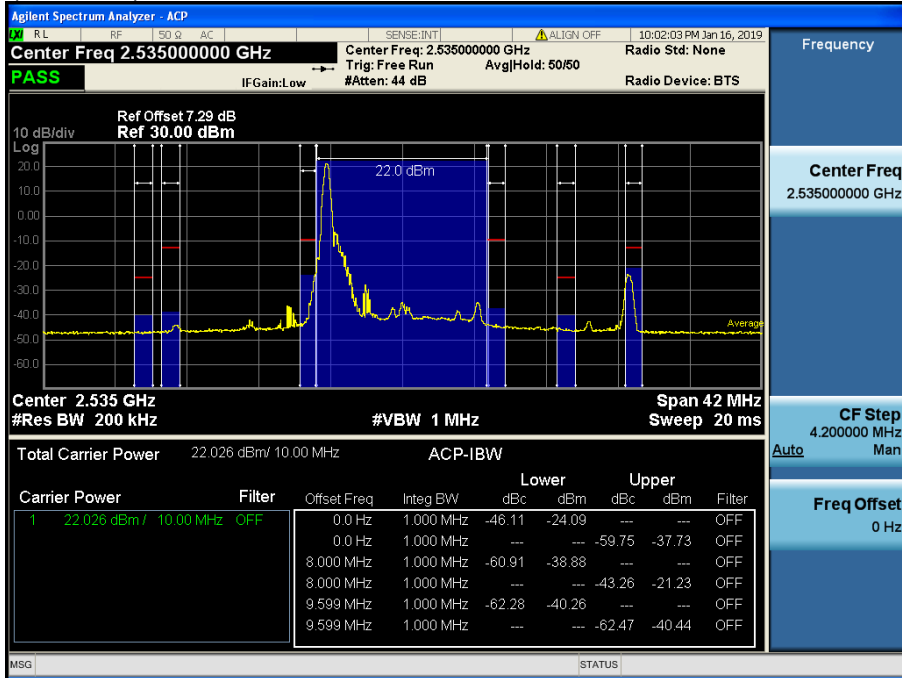 Agilent Spectrum Analyzer - ACP
LXI RL RF 50 Ω AC SENSE:INT ALIGN OFF 10:02:03 PM Jan 16, 2019
Center Freq 2.535000000 GHz
Center Freq: 2.535000000 GHz
Radio Std: None
Trig: Free Run Avg|Hold: 50/50
PASS
IFGain:Low
#Atten: 44 dB
Radio Device: BTS
Ref Offset 7.29 dB
10 dB/div Ref 30.00 dBm
Log
20.0
22.0 dBm
10.0
0.00
-10.0
-20.0
-30.0
-40.0
Average
-50.0
-60.0
Center 2.535 GHz Span 42 MHz
#Res BW 200 kHz #VBW 1 MHz Sweep 20 ms
Total Carrier Power 22.026 dBm/ 10.00 MHz ACP-IBW
Lower Upper
Carrier Power Filter Offset Freq Integ BW dBc dBm dBc dBm Filter
1 22.026 dBm / 10.00 MHz OFF 0.0 Hz 1.000 MHz -46.11 -24.09 --- --- OFF
0.0 Hz 1.000 MHz --- --- -59.75 -37.73 OFF
8.000 MHz 1.000 MHz -60.91 -38.88 --- --- OFF
8.000 MHz 1.000 MHz --- --- -43.26 -21.23 OFF
9.599 MHz 1.000 MHz -62.28 -40.26 --- --- OFF
9.599 MHz 1.000 MHz --- --- -62.47 -40.44 OFF
MSG STATUS
Frequency
Center Freq
2.535000000 GHz
CF Step
4.200000 MHz
Auto Man
Freq Offset
0 Hz